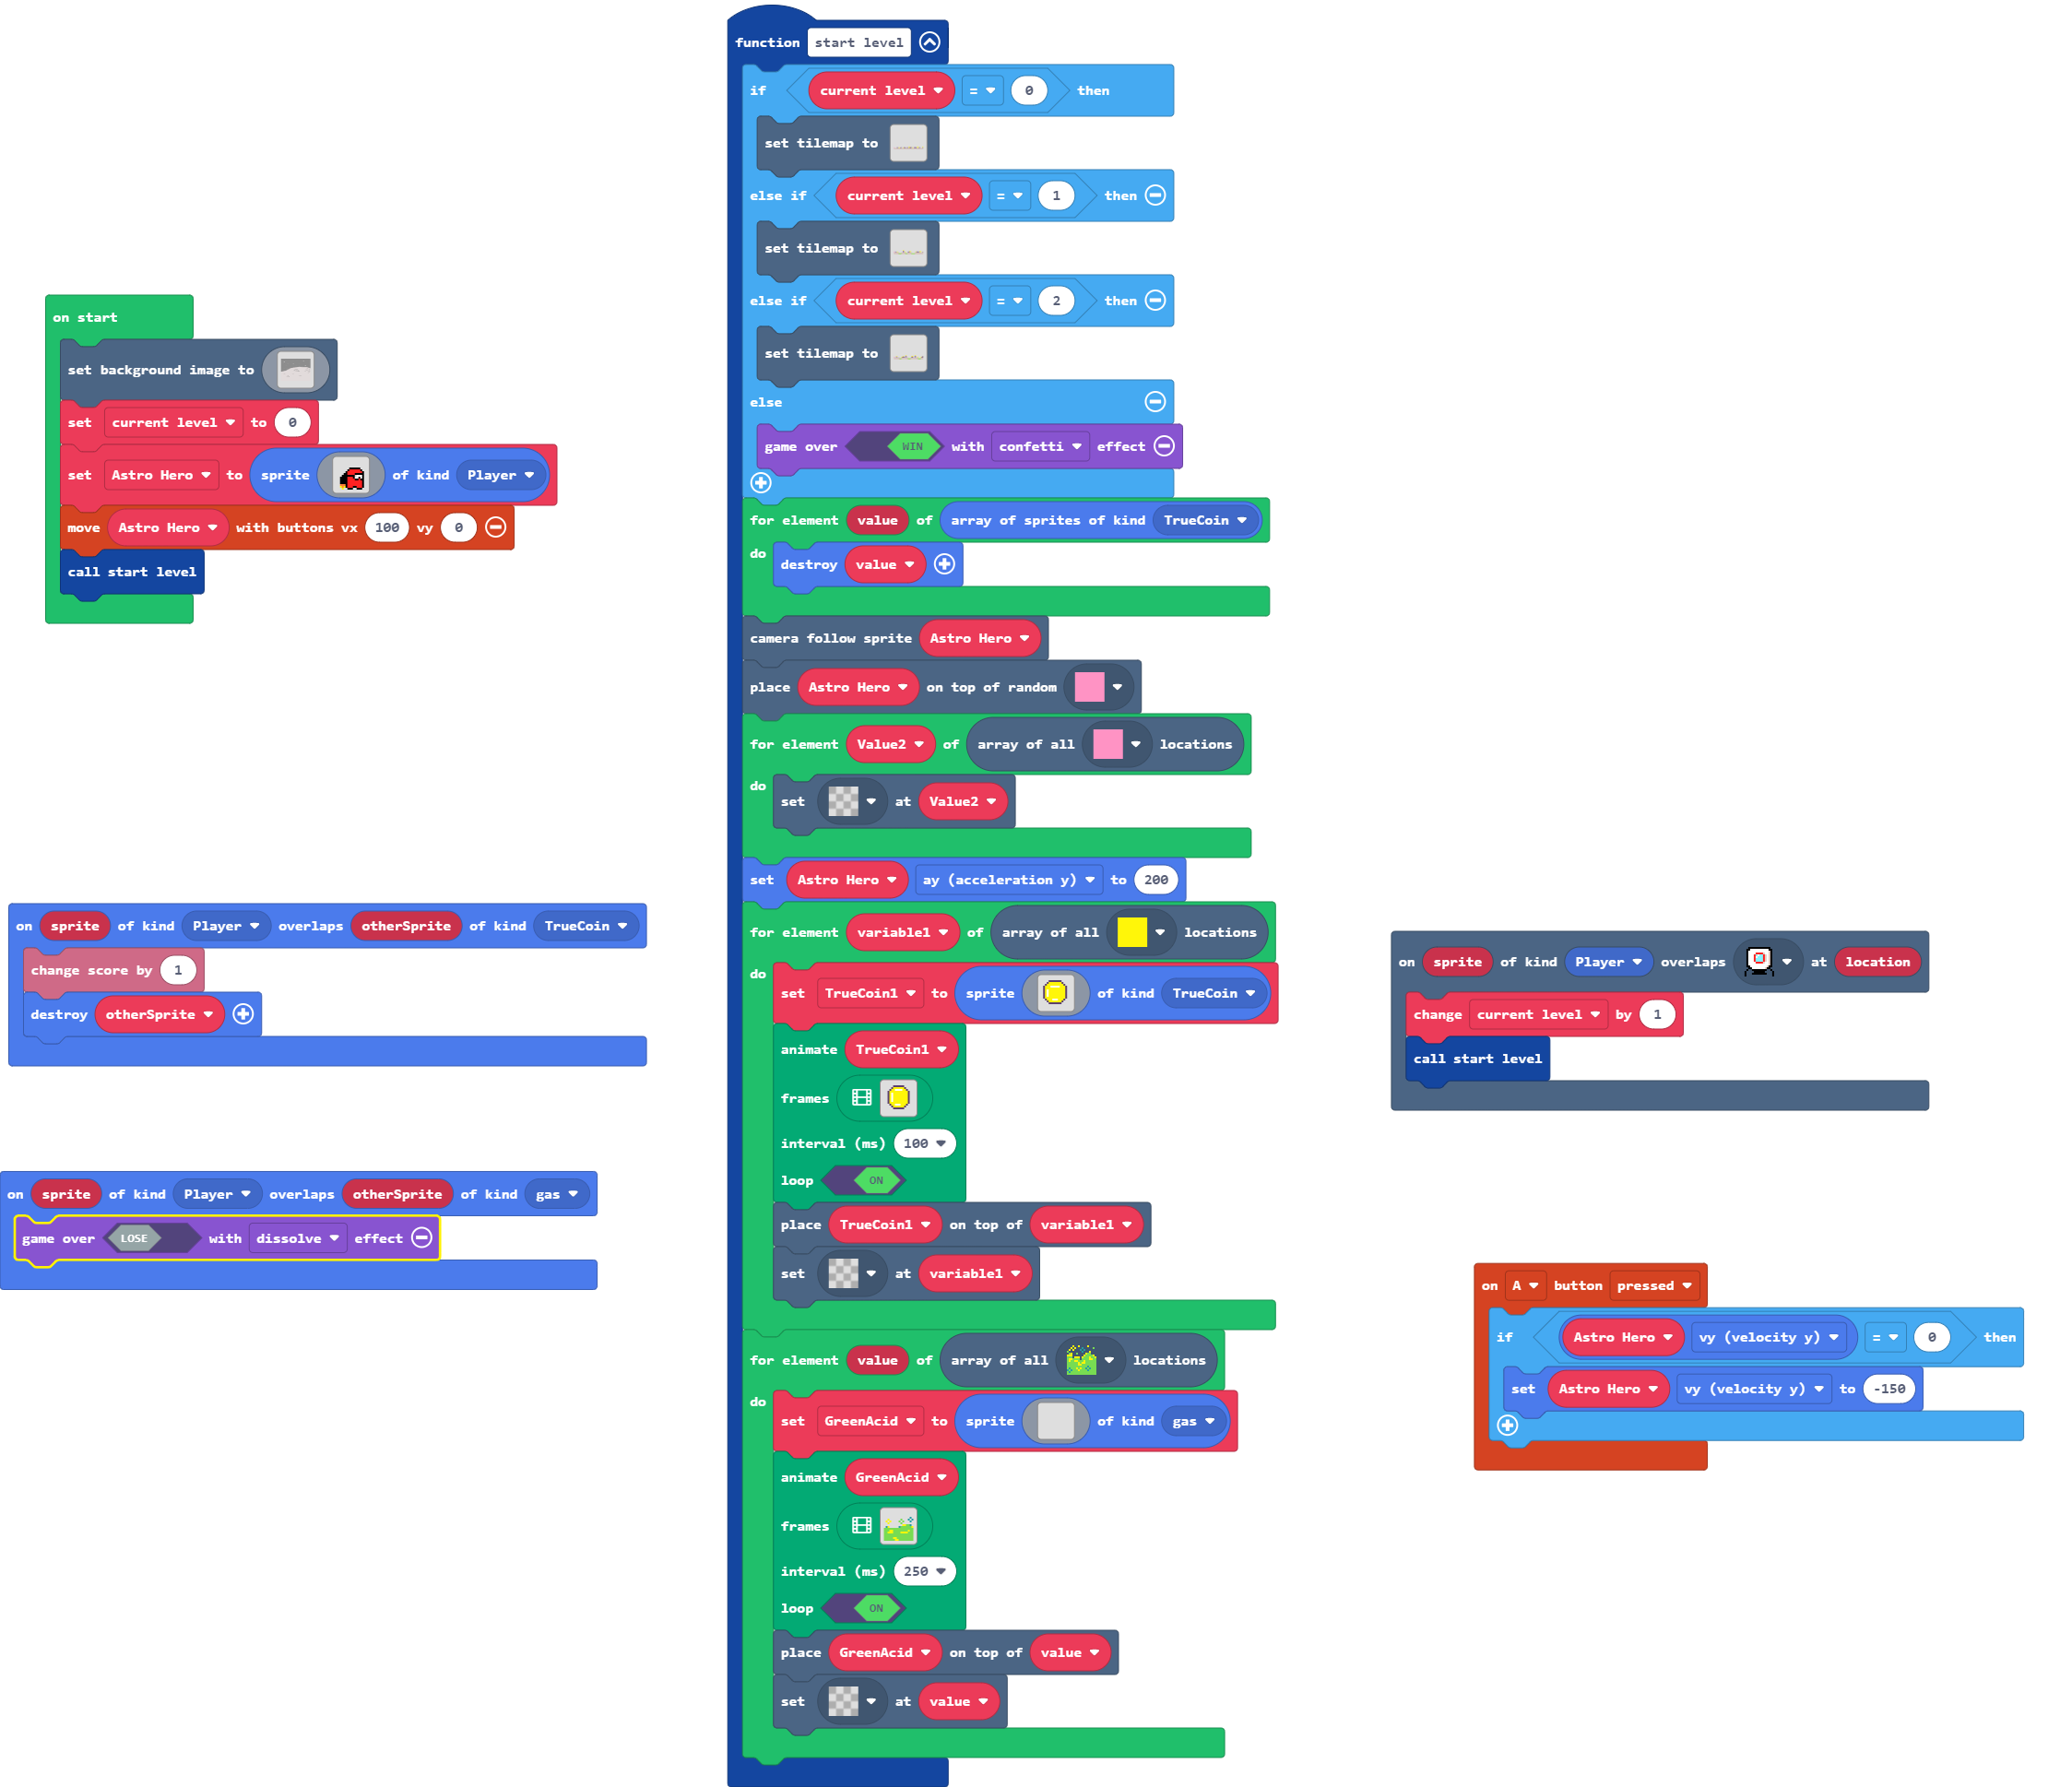 on start
set background image to
set current level to 0
set Astro Hero to sprite of kind Player
move Astro Hero with buttons vx 100 vy 0
call start level
on sprite of kind Player overlaps otherSprite of kind TrueCoin
change score by 1
destroy otherSprite
on sprite of kind Player overlaps otherSprite of kind gas
game over LOSE with dissolve effect
function start level
if current level = 0 then
set tilemap to
else if current level = 1 then
set tilemap to
else if current level = 2 then
set tilemap to
else
game over WIN with confetti effect
for element value of array of sprites of kind TrueCoin
do destroy value
camera follow sprite Astro Hero
place Astro Hero on top of random
for element Value2 of array of all locations
do set at Value2
set Astro Hero ay (acceleration y) to 200
for element variable1 of array of all locations
do set TrueCoin1 to sprite of kind TrueCoin
animate TrueCoin1
frames
interval (ms) 100
loop ON
place TrueCoin1 on top of variable1
set at variable1
for element value of array of all locations
do set GreenAcid to sprite of kind gas
animate GreenAcid
frames
interval (ms) 250
loop ON
place GreenAcid on top of value
set at value
on sprite of kind Player overlaps at location
change current level by 1
call start level
on A button pressed
if Astro Hero vy (velocity y) = 0 then
set Astro Hero vy (velocity y) to -150